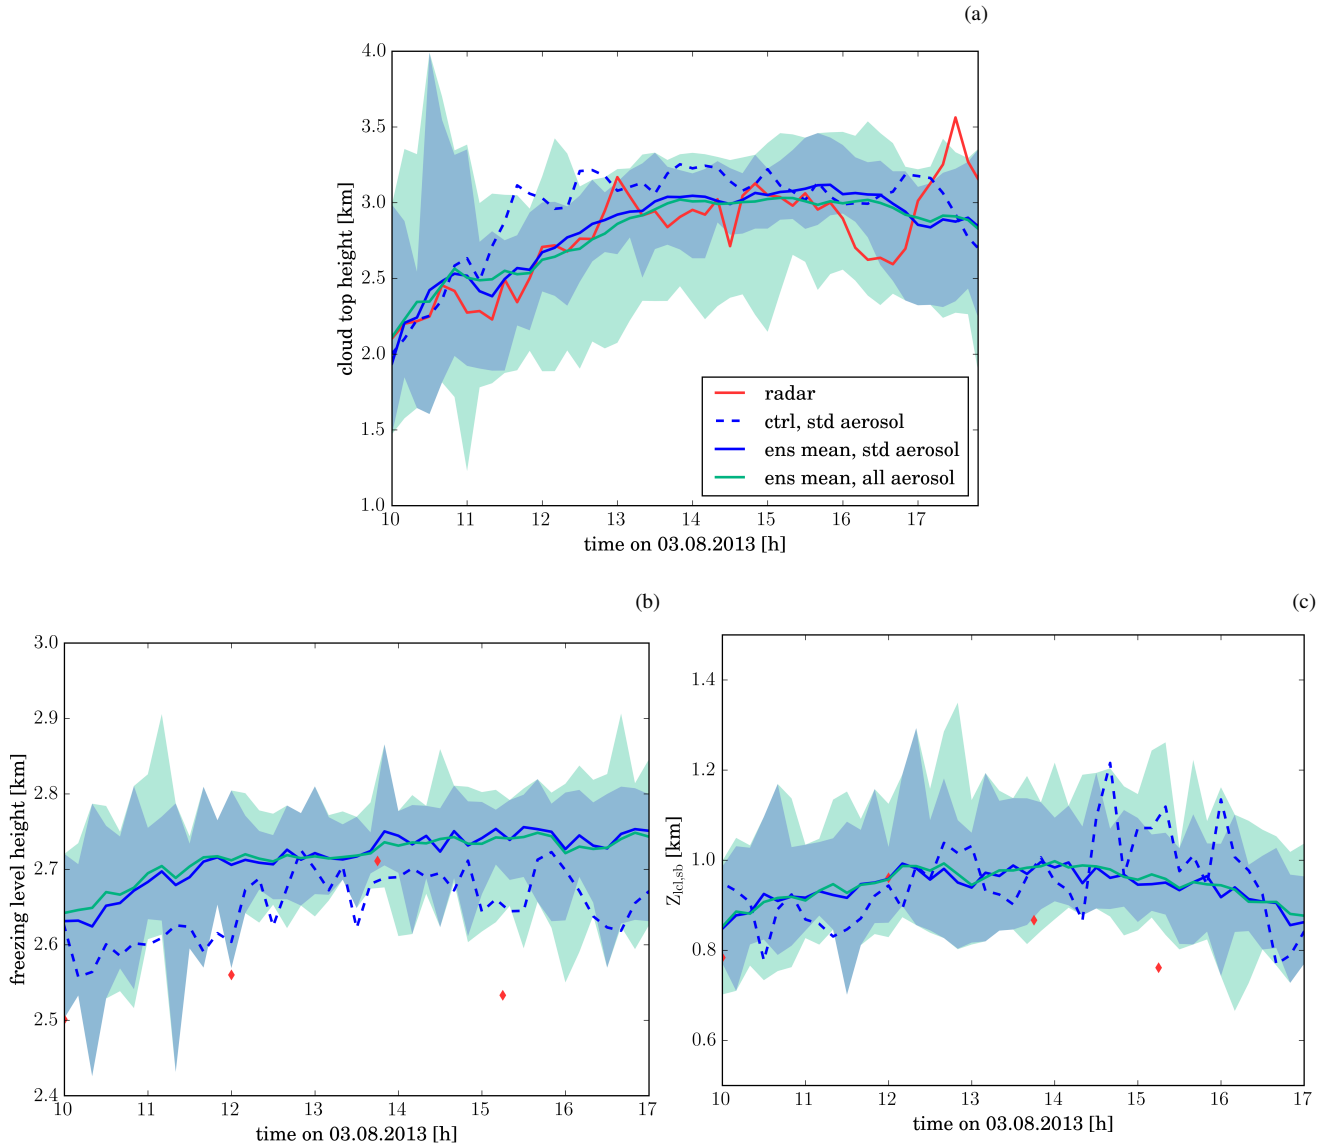 (a)
4.0
3.5
3.0
2.5
2.0
1.5
1.0
cloud top height [km]
radar
ctrl, std aerosol
ens mean, std aerosol
ens mean, all aerosol
10 11 12 13 14 15 16 17
time on 03.08.2013 [h]
(b)
3.0
2.9
2.8
2.7
2.6
2.5
2.4
freezing level height [km]
10 11 12 13 14 15 16 17
time on 03.08.2013 [h]
(c)
1.4
1.2
1.0
0.8
0.6
Zlcl,sb [km]
10 11 12 13 14 15 16 17
time on 03.08.2013 [h]